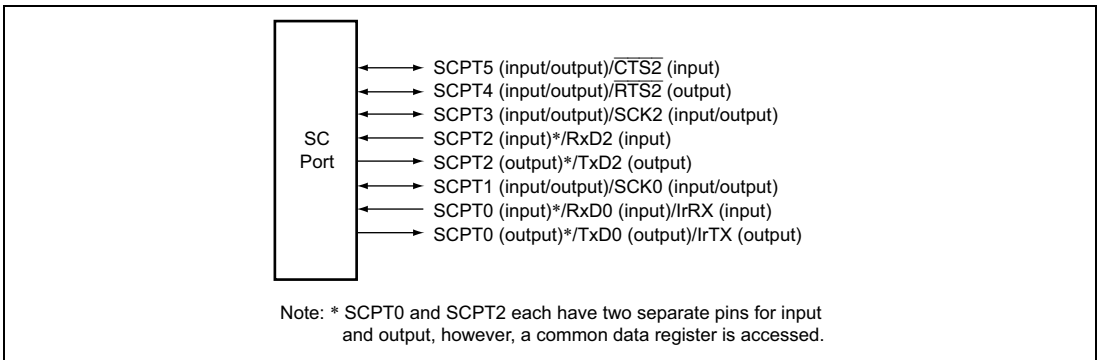 SC
Port
SCPT5 (input/output)/C̅T̅S̅2̅ (input)
SCPT4 (input/output)/R̅T̅S̅2̅ (output)
SCPT3 (input/output)/SCK2 (input/output)
SCPT2 (input)*/RxD2 (input)
SCPT2 (output)*/TxD2 (output)
SCPT1 (input/output)/SCK0 (input/output)
SCPT0 (input)*/RxD0 (input)/IrRX (input)
SCPT0 (output)*/TxD0 (output)/IrTX (output)
Note: * SCPT0 and SCPT2 each have two separate pins for input
and output, however, a common data register is accessed.